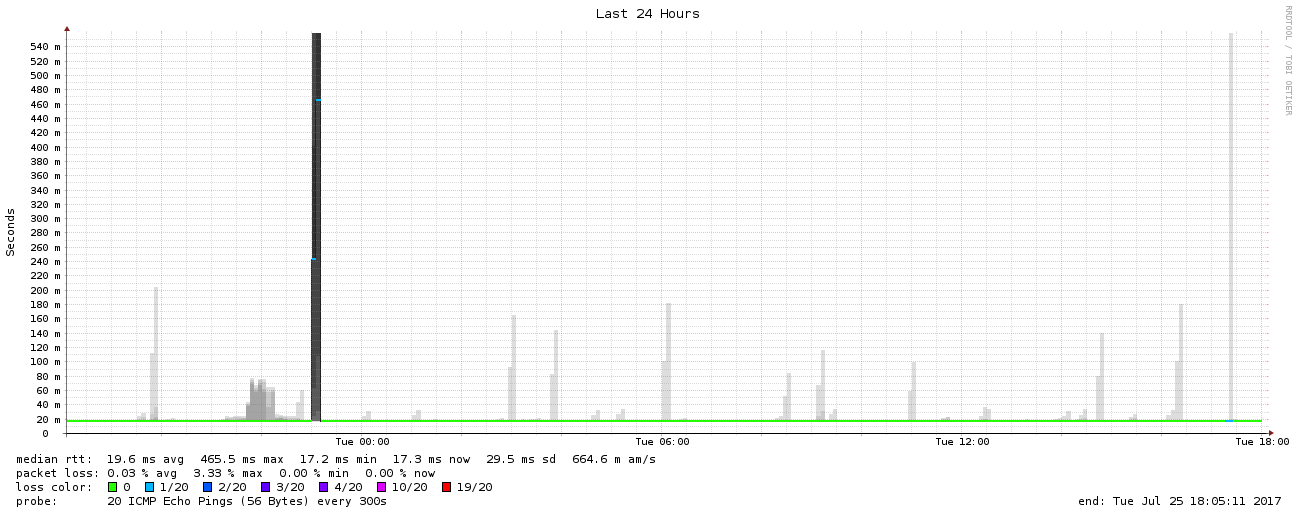 Last 24 Hours
RRDTOOL / TOBI OETIKER
Seconds
540 m
520 m
500 m
480 m
460 m
440 m
420 m
400 m
380 m
360 m
340 m
320 m
300 m
280 m
260 m
240 m
220 m
200 m
180 m
160 m
140 m
120 m
100 m
80 m
60 m
40 m
20 m
0
Tue 00:00 Tue 06:00 Tue 12:00 Tue 18:00
median rtt: 19.6 ms avg 465.5 ms max 17.2 ms min 17.3 ms now 29.5 ms sd 664.6 m am/s
packet loss: 0.03 % avg 3.33 % max 0.00 % min 0.00 % now
loss color: 0 1/20 2/20 3/20 4/20 10/20 19/20
probe: 20 ICMP Echo Pings (56 Bytes) every 300s end: Tue Jul 25 18:05:11 2017